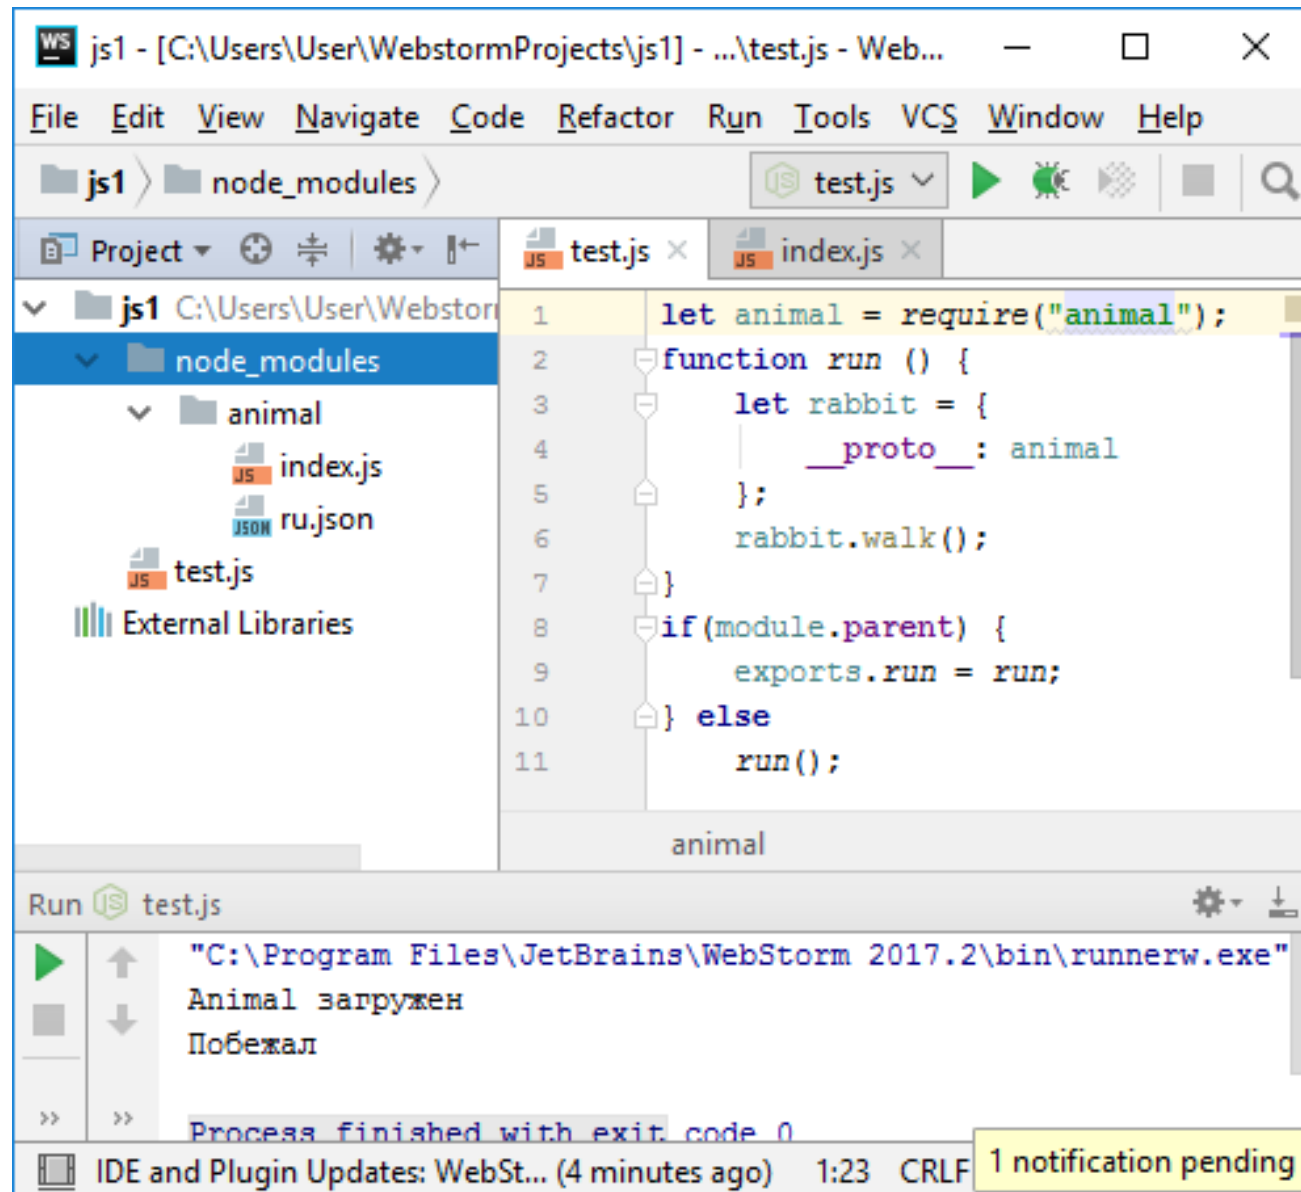 WS js1 - [C:\Users\User\WebstormProjects\js1] - ...\test.js - Web...
File Edit View Navigate Code Refactor Run Tools VCS Window Help
js1 node_modules test.js
Project test.js index.js
js1 C:\Users\User\Webstor
node_modules
animal
index.js
ru.json
test.js
External Libraries
1 let animal = require("animal");
2 function run () {
3 let rabbit = {
4 __proto__: animal
5 };
6 rabbit.walk();
7 }
8 if(module.parent) {
9 exports.run = run;
10 } else
11 run();
animal
Run test.js
"C:\Program Files\JetBrains\WebStorm 2017.2\bin\runnerw.exe"
Animal загружен
Побежал
Process finished with exit code 0
IDE and Plugin Updates: WebSt... (4 minutes ago) 1:23 CRLF 1 notification pending